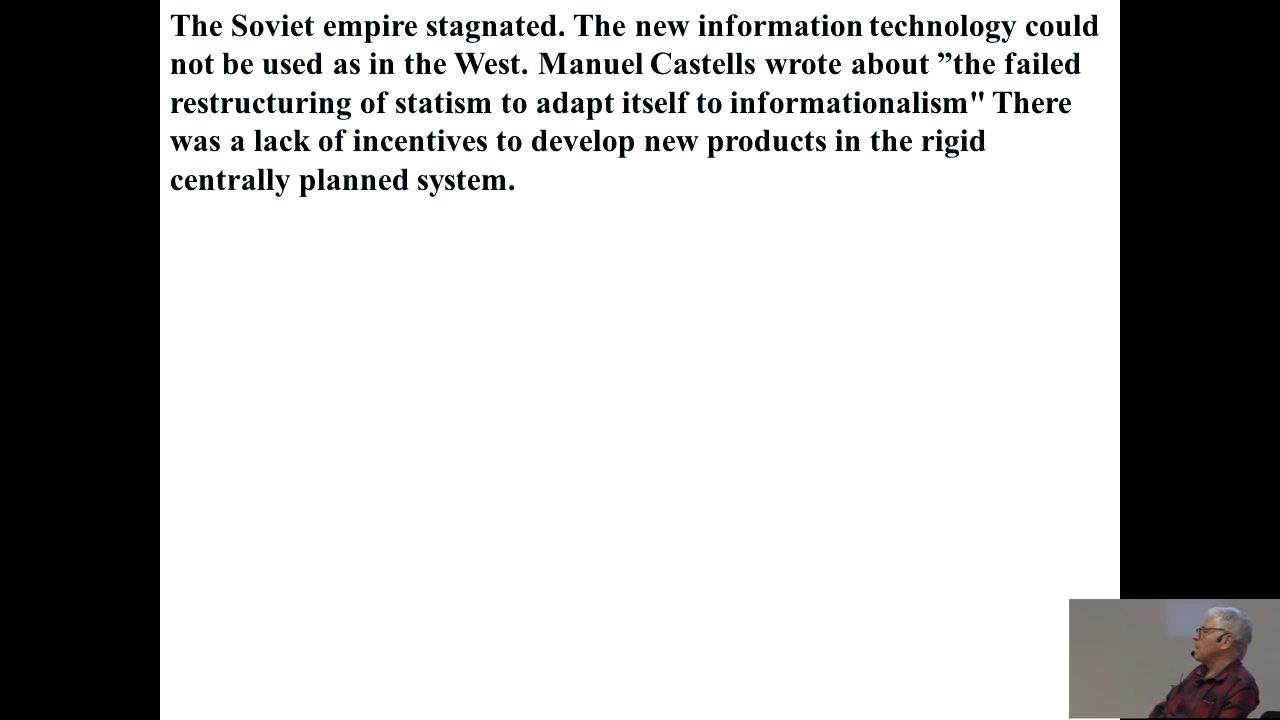 The Soviet empire stagnated. The new information technology could
not be used as in the West. Manuel Castells wrote about ”the failed
restructuring of statism to adapt itself to informationalism" There
was a lack of incentives to develop new products in the rigid
centrally planned system.